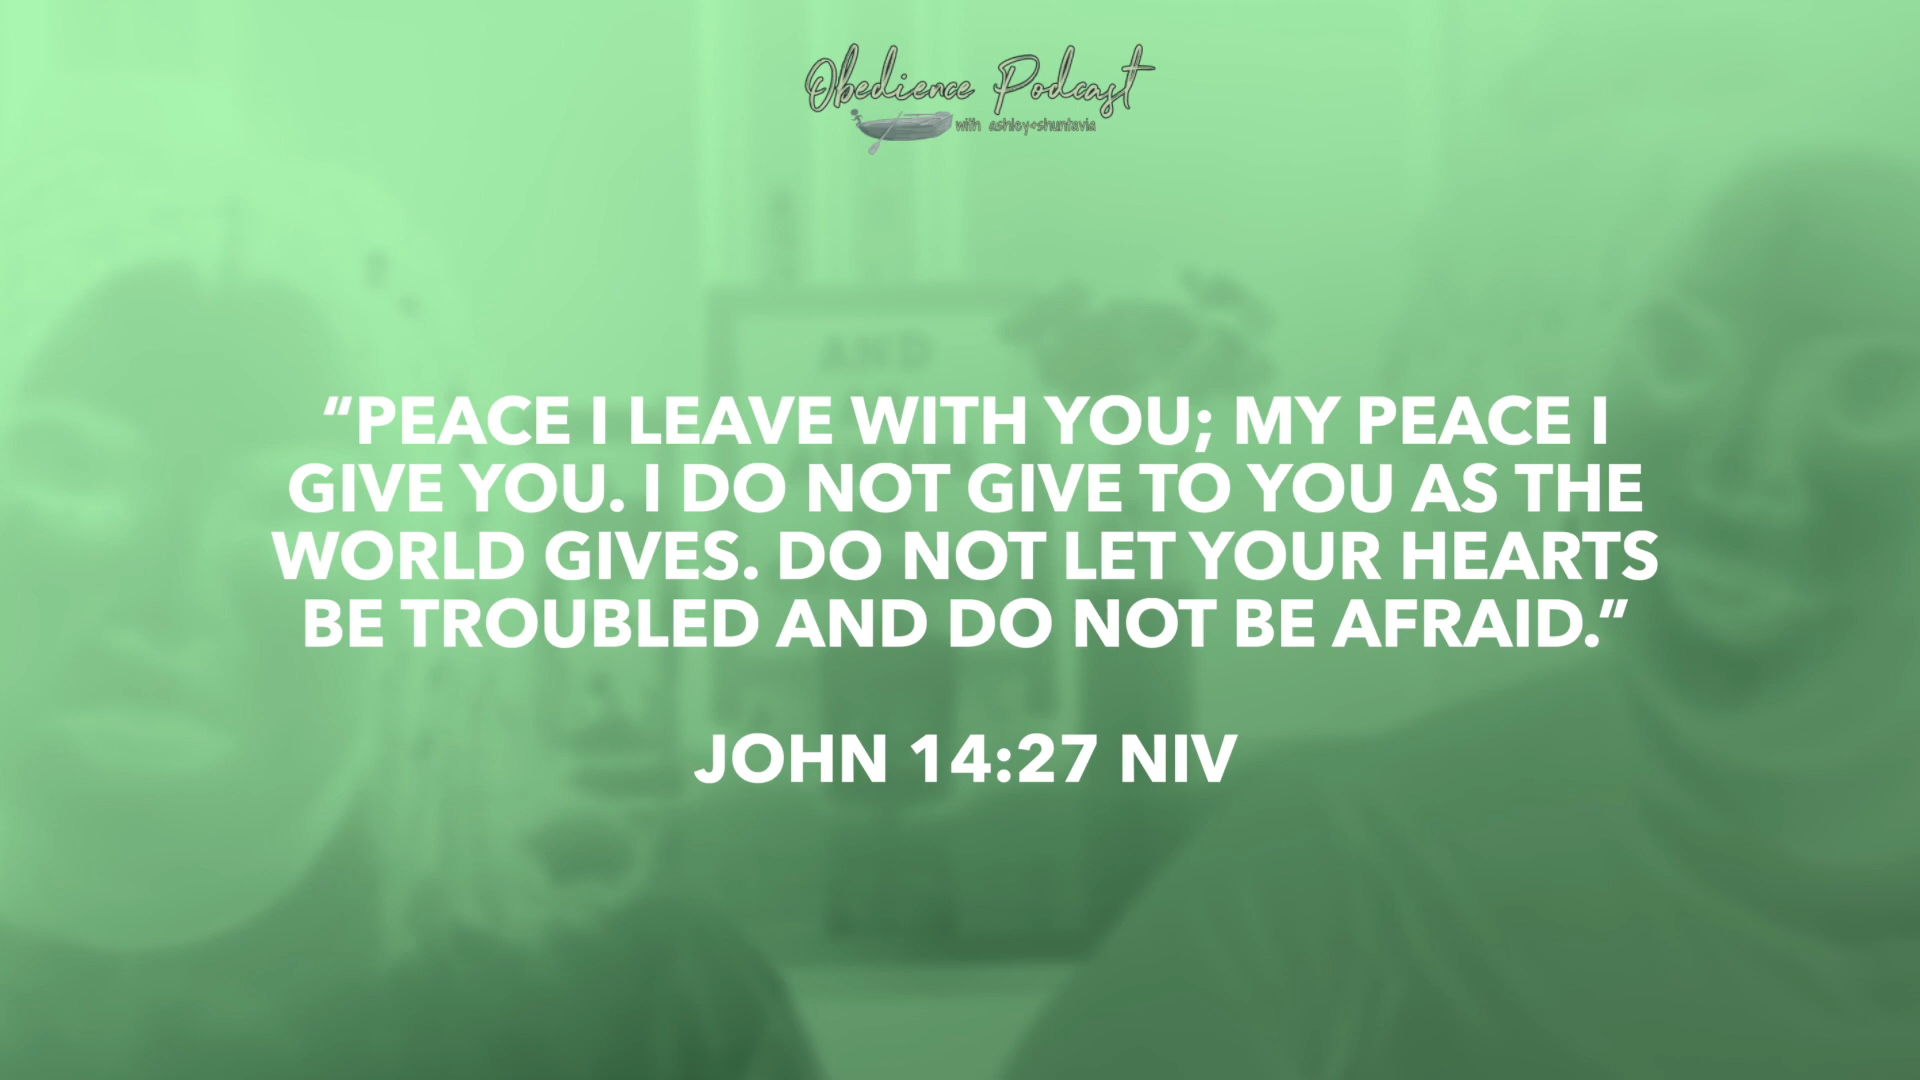 Obedience Podcast
with ashley+shuntavia
AND
“PEACE I LEAVE WITH YOU; MY PEACE I
GIVE YOU. I DO NOT GIVE TO YOU AS THE
WORLD GIVES. DO NOT LET YOUR HEARTS
BE TROUBLED AND DO NOT BE AFRAID.”
JOHN 14:27 NIV